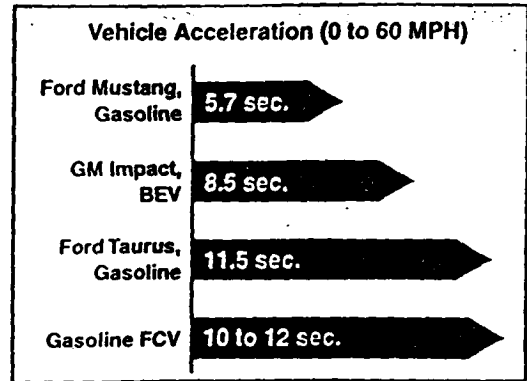 Vehicle Acceleration (0 to 60 MPH)
Ford Mustang,
Gasoline
5.7 sec.
GM Impact,
BEV
8.5 sec.
Ford Taurus,
Gasoline
11.5 sec.
Gasoline FCV
10 to 12 sec.